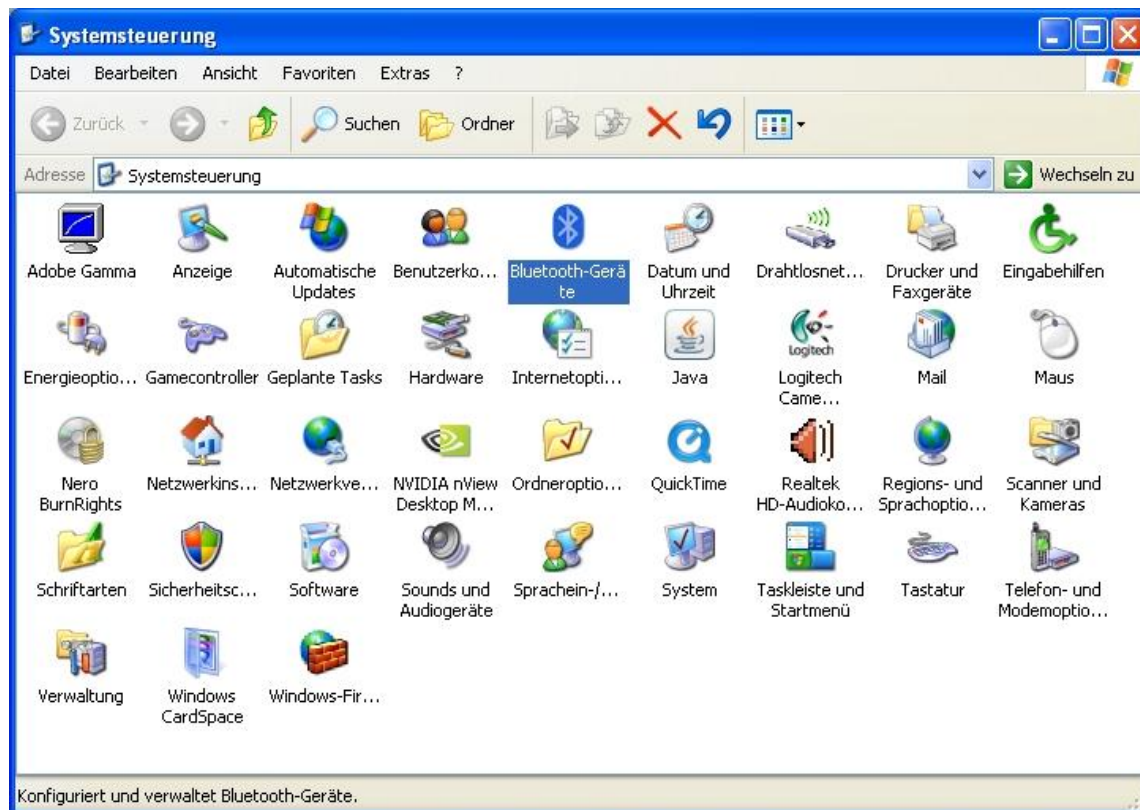 Systemsteuerung
Datei Bearbeiten Ansicht Favoriten Extras ?
Zurück Suchen Ordner
Adresse Systemsteuerung Wechseln zu
Adobe Gamma Anzeige Automatische Updates Benutzerko... Bluetooth-Geräte Datum und Uhrzeit Drahtlosnet... Drucker und Faxgeräte Eingabehilfen
Energieoptio... Gamecontroller Geplante Tasks Hardware Internetopti... Java Logitech Logitech Came... Mail Maus
Nero BurnRights Netzwerkins... Netzwerkve... NVIDIA nView Desktop M... Ordneroptio... QuickTime Realtek HD-Audioko... Regions- und Sprachoptio... Scanner und Kameras
Schriftarten Sicherheitsc... Software Sounds und Audiogeräte Sprachein-/... System Taskleiste und Startmenü Tastatur Telefon- und Modemoptio...
Verwaltung Windows CardSpace Windows-Fir...
Konfiguriert und verwaltet Bluetooth-Geräte.